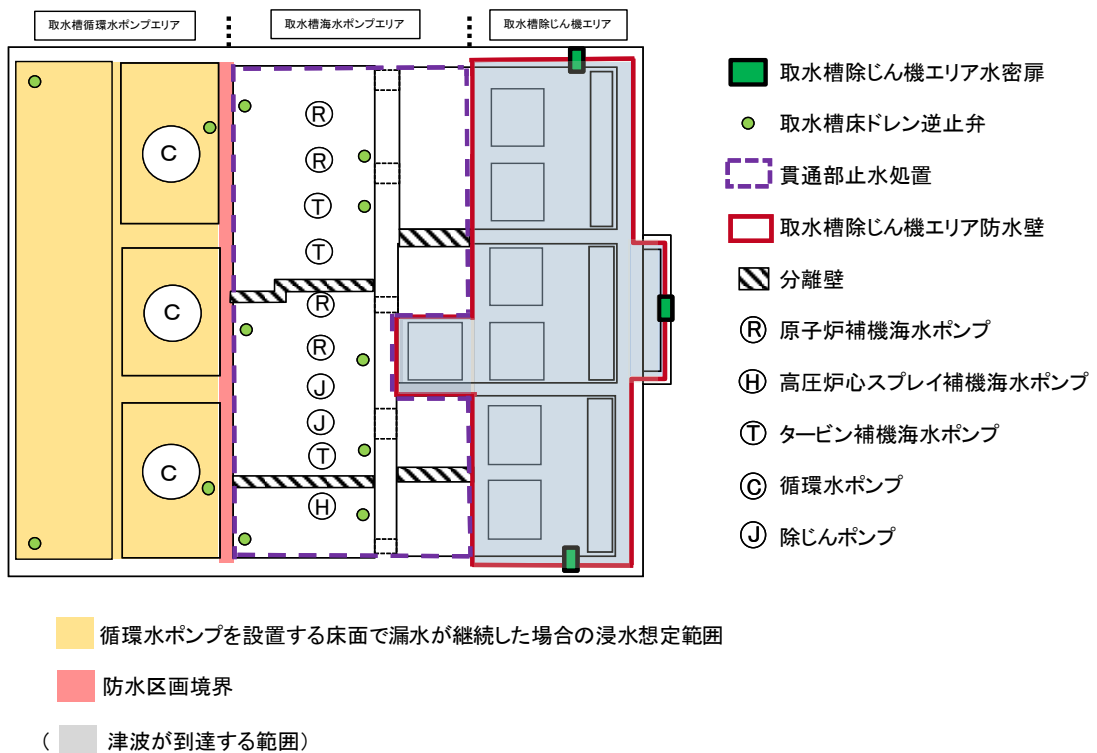 取水槽循環水ポンプエリア
取水槽海水ポンプエリア
取水槽除じん機エリア
C
C
C
R
R
T
T
R
R
J
J
T
H
取水槽除じん機エリア水密扉
取水槽床ドレン逆止弁
貫通部止水処置
取水槽除じん機エリア防水壁
分離壁
R 原子炉補機海水ポンプ
H 高圧炉心スプレイ補機海水ポンプ
T タービン補機海水ポンプ
C 循環水ポンプ
J 除じんポンプ
循環水ポンプを設置する床面で漏水が継続した場合の浸水想定範囲
防水区画境界
( 津波が到達する範囲)